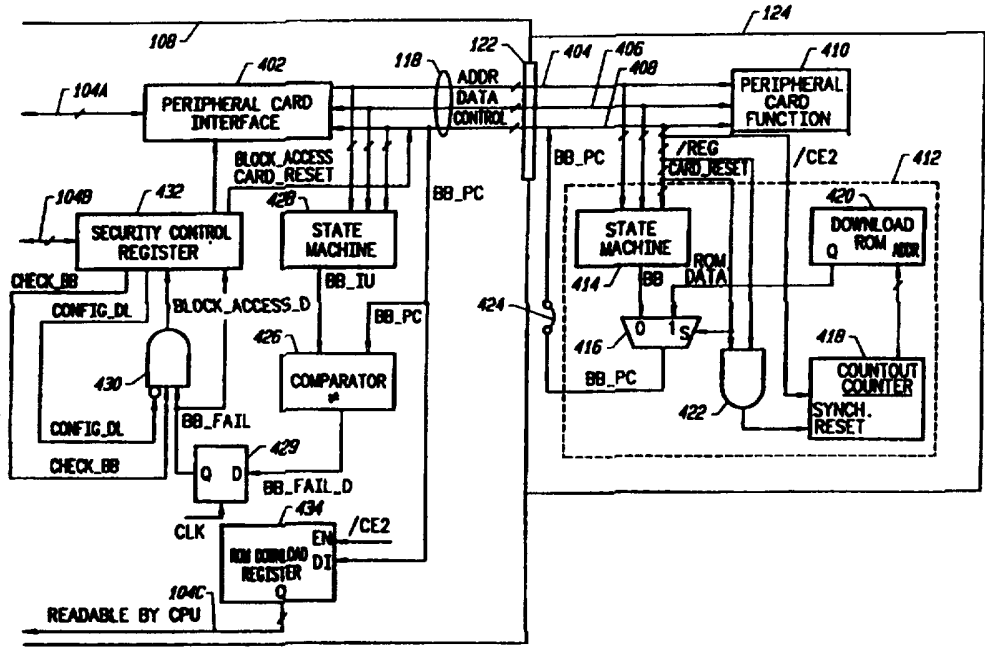 108
124
122
402
118
ADDR
404
406
408
410
104A
PERIPHERAL CARD
INTERFACE
DATA
CONTROL
PERIPHERAL
CARD
FUNCTION
BLOCK_ACCESS
CARD_RESET
BB_PC
BB_PC
/REG
CARD_RESET
/CE2
412
104B
432
SECURITY CONTROL
REGISTER
428
STATE
MACHINE
STATE
MACHINE
414
420
DOWNLOAD
ROM
Q
ADDR
CHECK_BB
CONFIG_DL
BLOCK_ACCESS_D
BB_IU
BB_PC
BB
ROM
DATA
424
0
1
S
416
426
COMPARATOR
≠
430
BB_PC
422
418
COUNTOUT
COUNTER
SYNCH.
RESET
CONFIG_DL
BB_FAIL
CHECK_BB
429
Q
D
BB_FAIL_D
CLK
434
EN
/CE2
ROM DOWNLOAD
REGISTER
DI
Q
104C
READABLE BY CPU